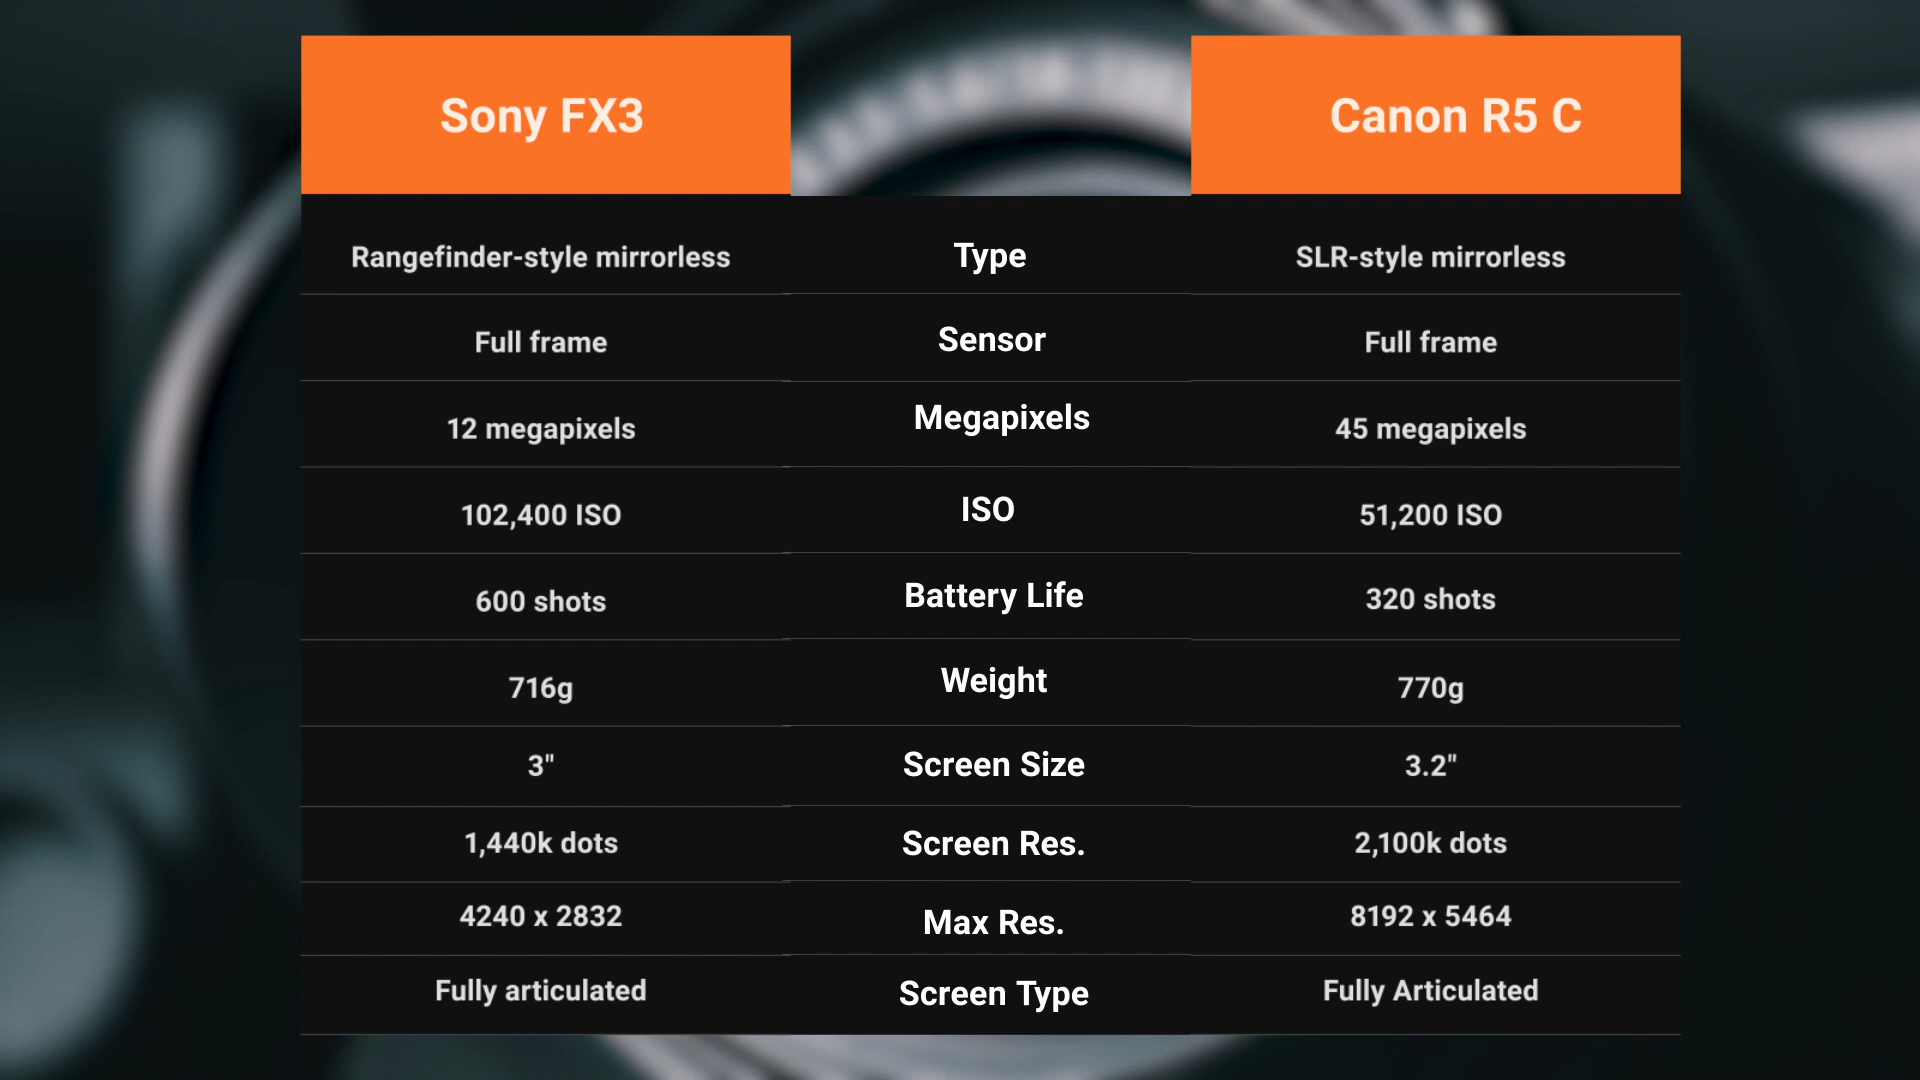 Sony FX3 Canon R5 C
Rangefinder-style mirrorless Type SLR-style mirrorless
Full frame Sensor Full frame
12 megapixels Megapixels 45 megapixels
102,400 ISO ISO 51,200 ISO
600 shots Battery Life 320 shots
716g Weight 770g
3" Screen Size 3.2"
1,440k dots Screen Res. 2,100k dots
4240 x 2832 Max Res. 8192 x 5464
Fully articulated Screen Type Fully Articulated